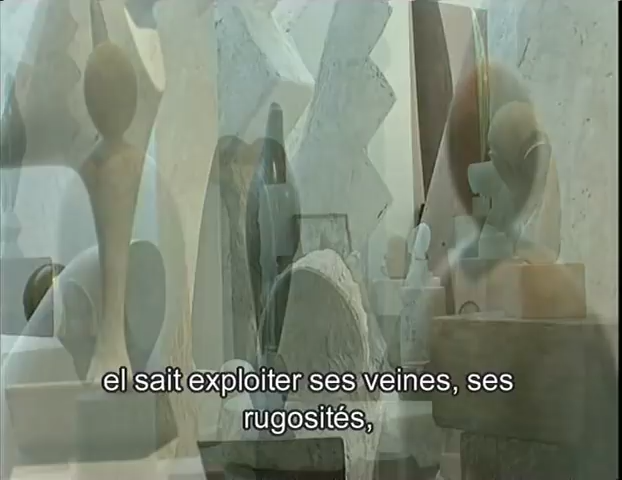 el sait exploiter ses veines, ses
rugosités,